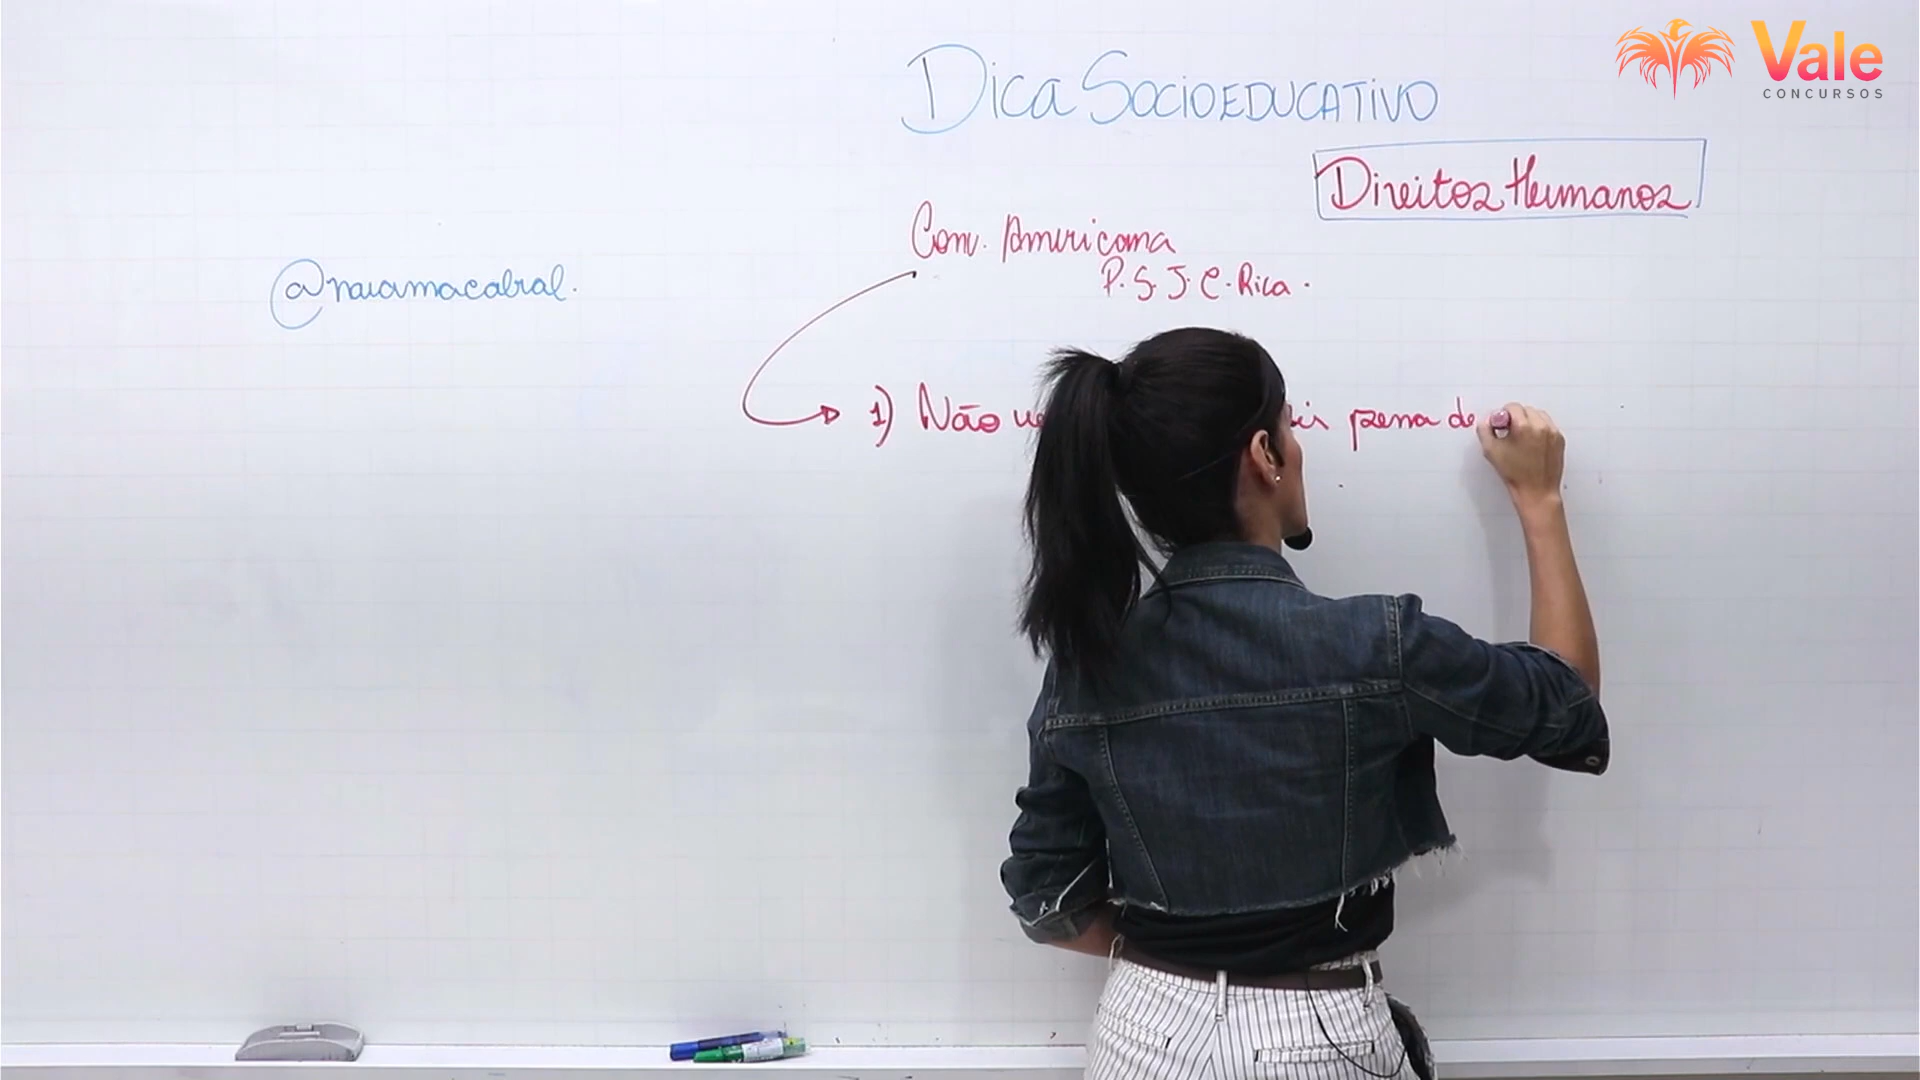 Vale
CONCURSOS
Dica SOCIOEDUCATIVO
Direitos Humanos
Conv. Americana
P. S. J. C. Rica.
@naiamacabral.
1) Não pena de